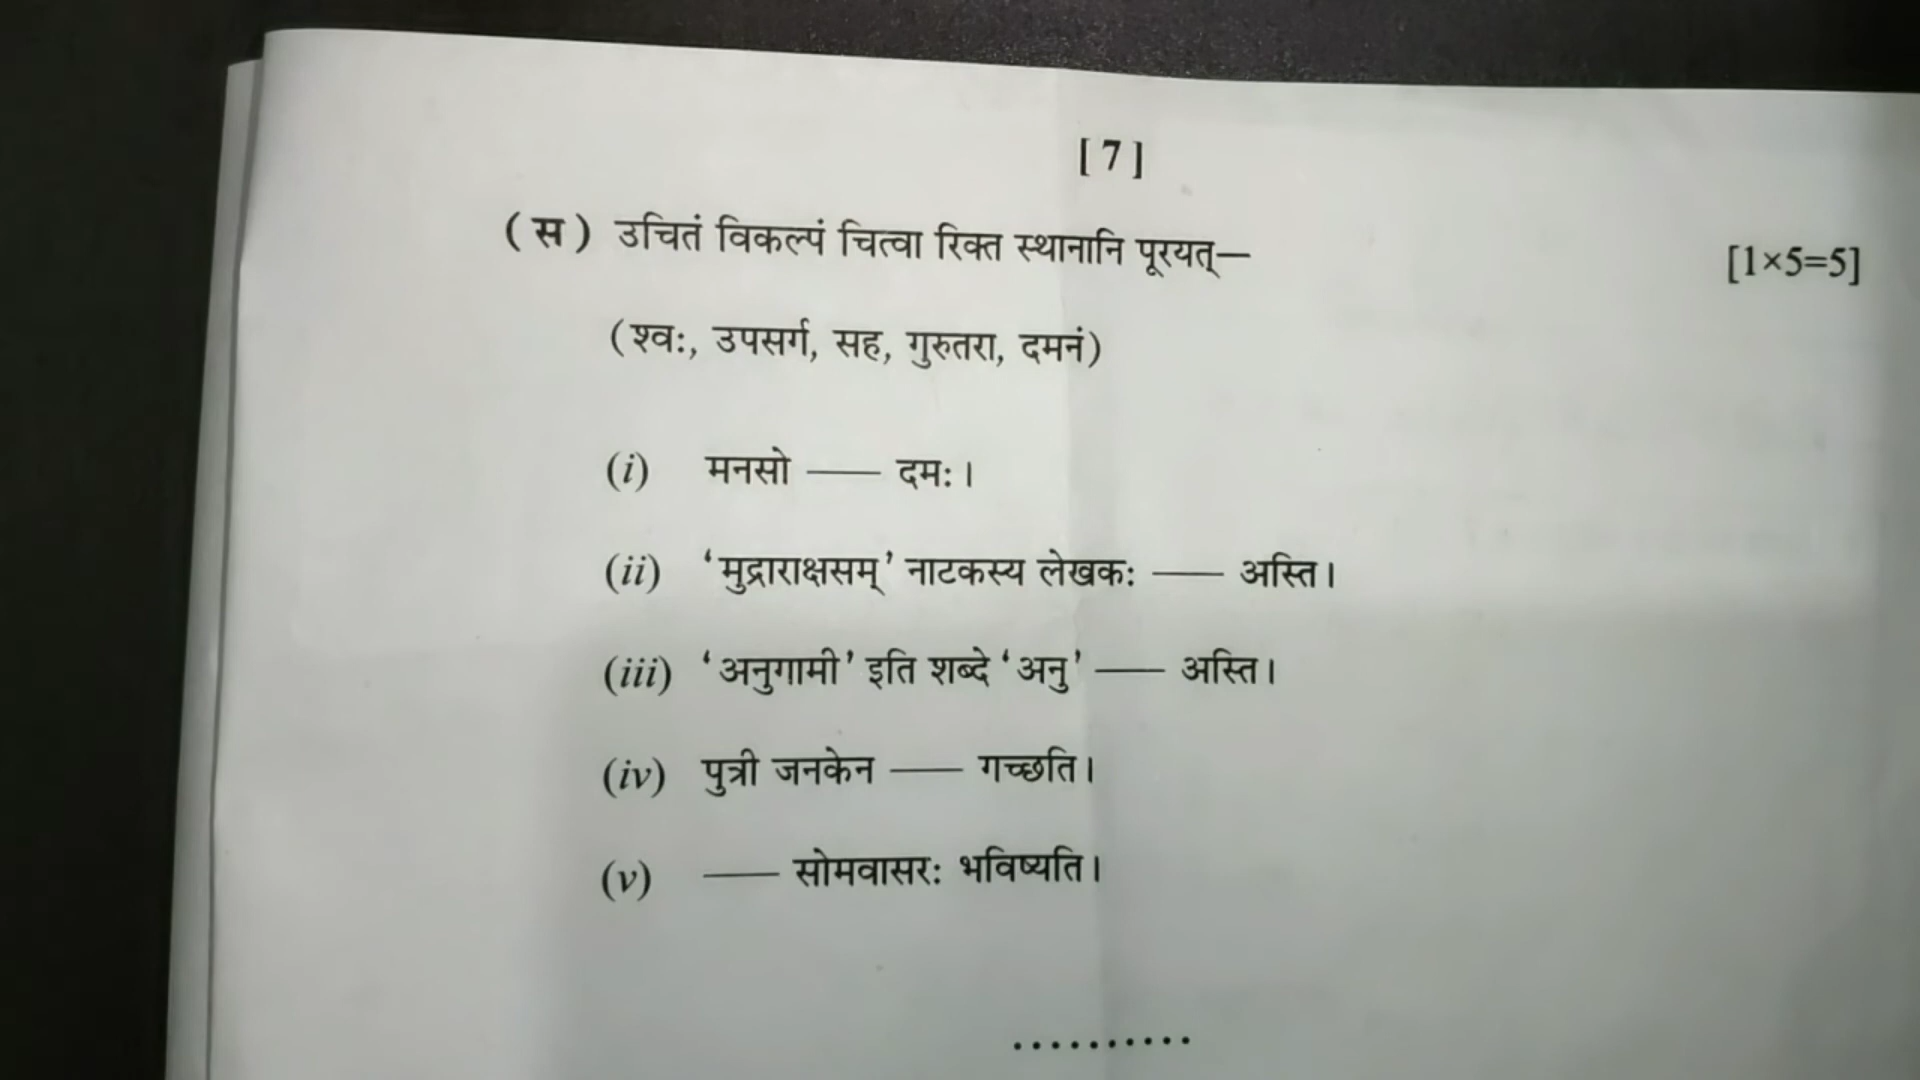 [ 7 ]
( स ) उचितं विकल्पं चित्वा रिक्त स्थानानि पूरयत्— [1×5=5]
(श्वः, उपसर्ग, सह, गुरुतरा, दमनं)
(i) मनसो —— दमः।
(ii) ‘मुद्राराक्षसम्’ नाटकस्य लेखकः —— अस्ति।
(iii) ‘अनुगामी’ इति शब्दे ‘अनु’ —— अस्ति।
(iv) पुत्री जनकेन —— गच्छति।
(v) —— सोमवासरः भविष्यति।
..........